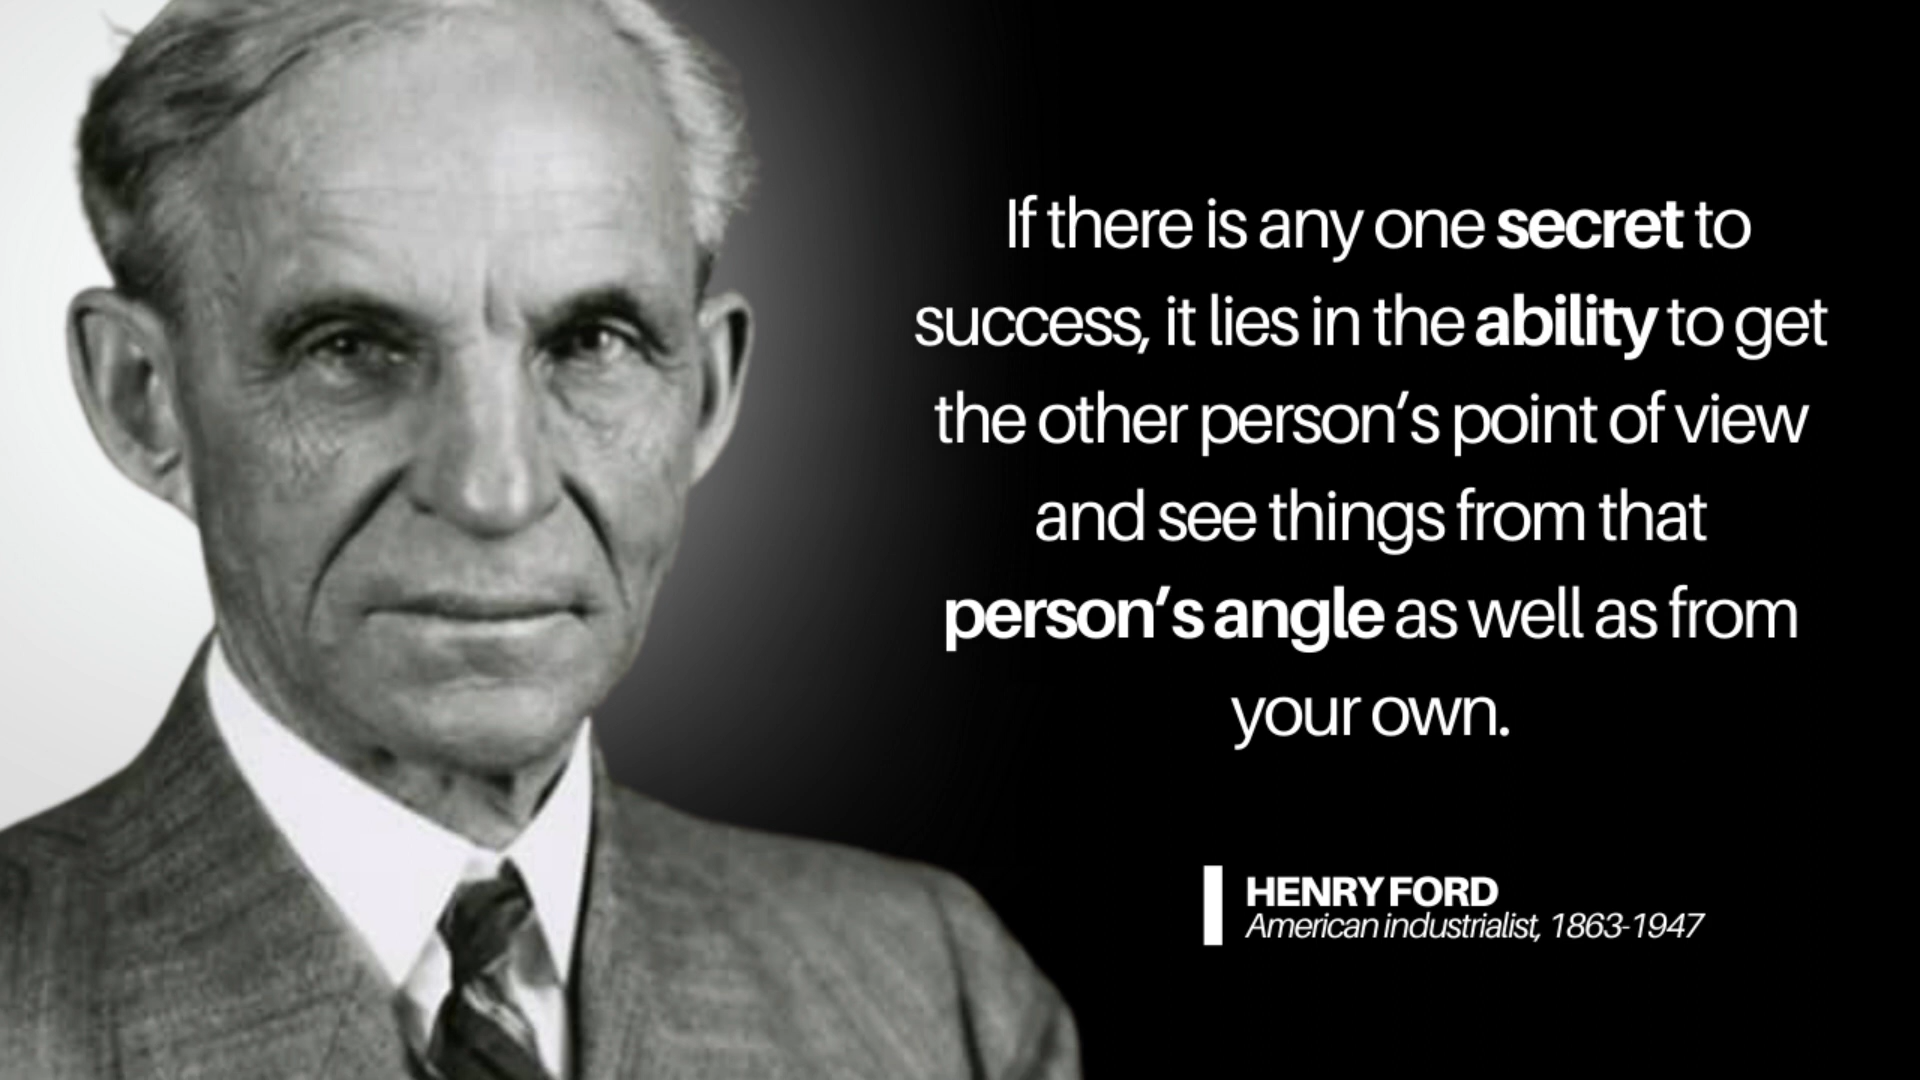 If there is any one secret to
success, it lies in the ability to get
the other person’s point of view
and see things from that
person’s angle as well as from
your own.
HENRY FORD
American industrialist, 1863-1947